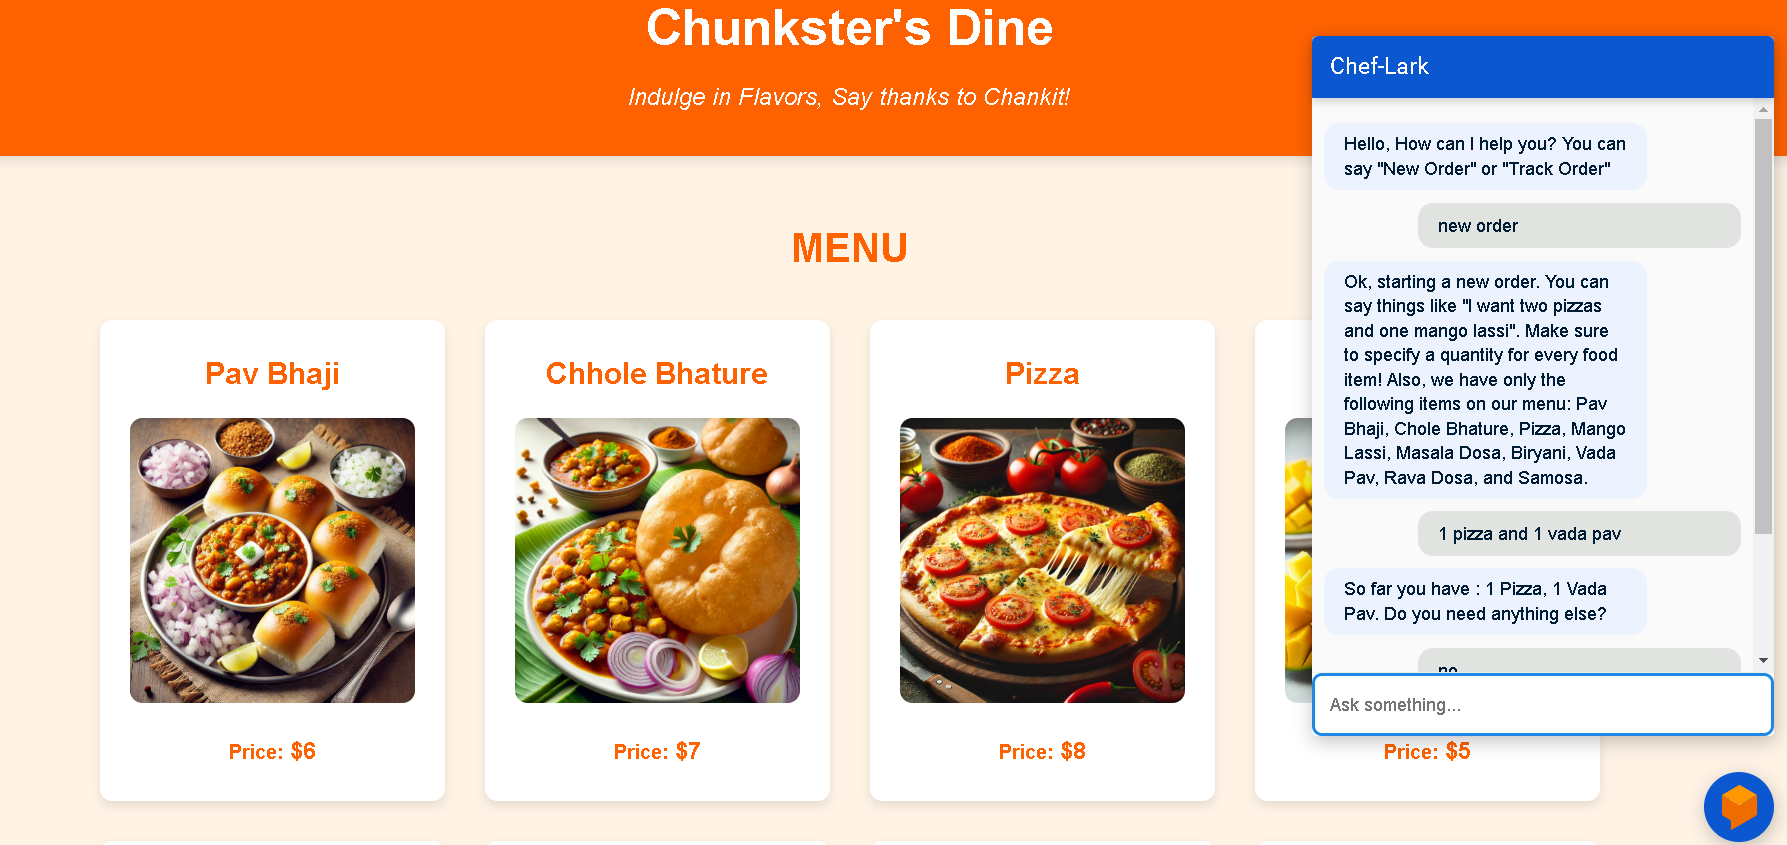 Chunkster's Dine
Indulge in Flavors, Say thanks to Chankit!
MENU
Pav Bhaji
Chhole Bhature
Pizza
Price: $6
Price: $7
Price: $8
Price: $5
Chef-Lark
Hello, How can I help you? You can
say "New Order" or "Track Order"
new order
Ok, starting a new order. You can
say things like "I want two pizzas
and one mango lassi". Make sure
to specify a quantity for every food
item! Also, we have only the
following items on our menu: Pav
Bhaji, Chole Bhature, Pizza, Mango
Lassi, Masala Dosa, Biryani, Vada
Pav, Rava Dosa, and Samosa.
1 pizza and 1 vada pav
So far you have : 1 Pizza, 1 Vada
Pav. Do you need anything else?
no
Ask something...